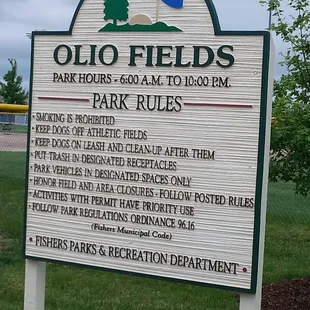 OLIO FIELDS
PARK HOURS - 6:00 A.M. TO 10:00 PM.
PARK RULES
• SMOKING IS PROHIBITED
• KEEP DOGS OFF ATHLETIC FIELDS
• KEEP DOGS ON LEASH AND CLEAN-UP AFTER THEM
• PUT TRASH IN DESIGNATED RECEPTACLES
• PARK VEHICLES IN DESIGNATED SPACES ONLY
• HONOR FIELD AND AREA CLOSURES - FOLLOW POSTED RULES
• ACTIVITIES WITH PERMIT HAVE PRIORITY USE
• FOLLOW PARK REGULATIONS ORDINANCE 96.16
(Fishers Municipal Code)
• FISHERS PARKS & RECREATION DEPARTMENT •